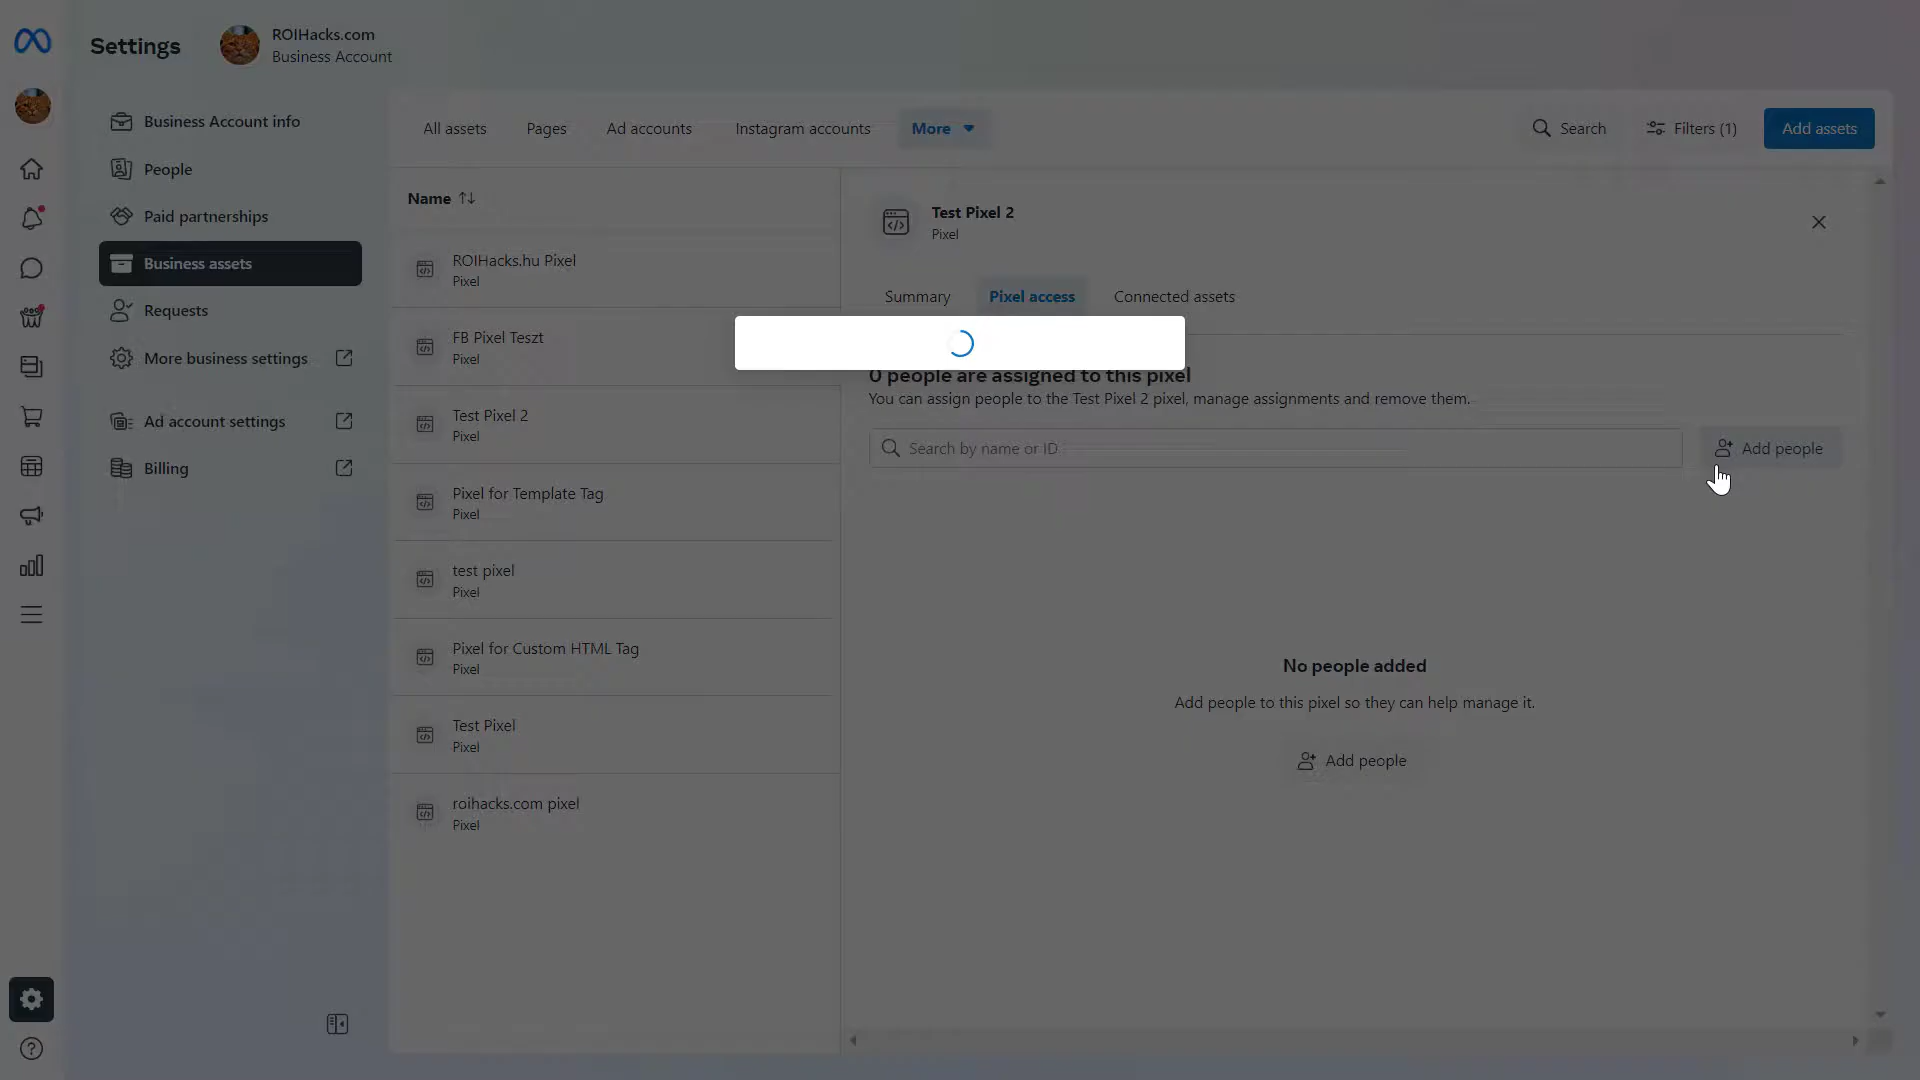 Settings
ROIHacks.com
Business Account
Business Account info
People
Paid partnerships
Business assets
Requests
More business settings
Ad account settings
Billing
All assets
Pages
Ad accounts
Instagram accounts
More
Search
Filters (1)
Add assets
Name
ROIHacks.hu Pixel
Pixel
FB Pixel Teszt
Pixel
Test Pixel 2
Pixel
Pixel for Template Tag
Pixel
test pixel
Pixel
Pixel for Custom HTML Tag
Pixel
Test Pixel
Pixel
roihacks.com pixel
Pixel
Test Pixel 2
Pixel
Summary
Pixel access
Connected assets
0 people are assigned to this pixel
You can assign people to the Test Pixel 2 pixel, manage assignments and remove them.
Search by name or ID
Add people
No people added
Add people to this pixel so they can help manage it.
Add people